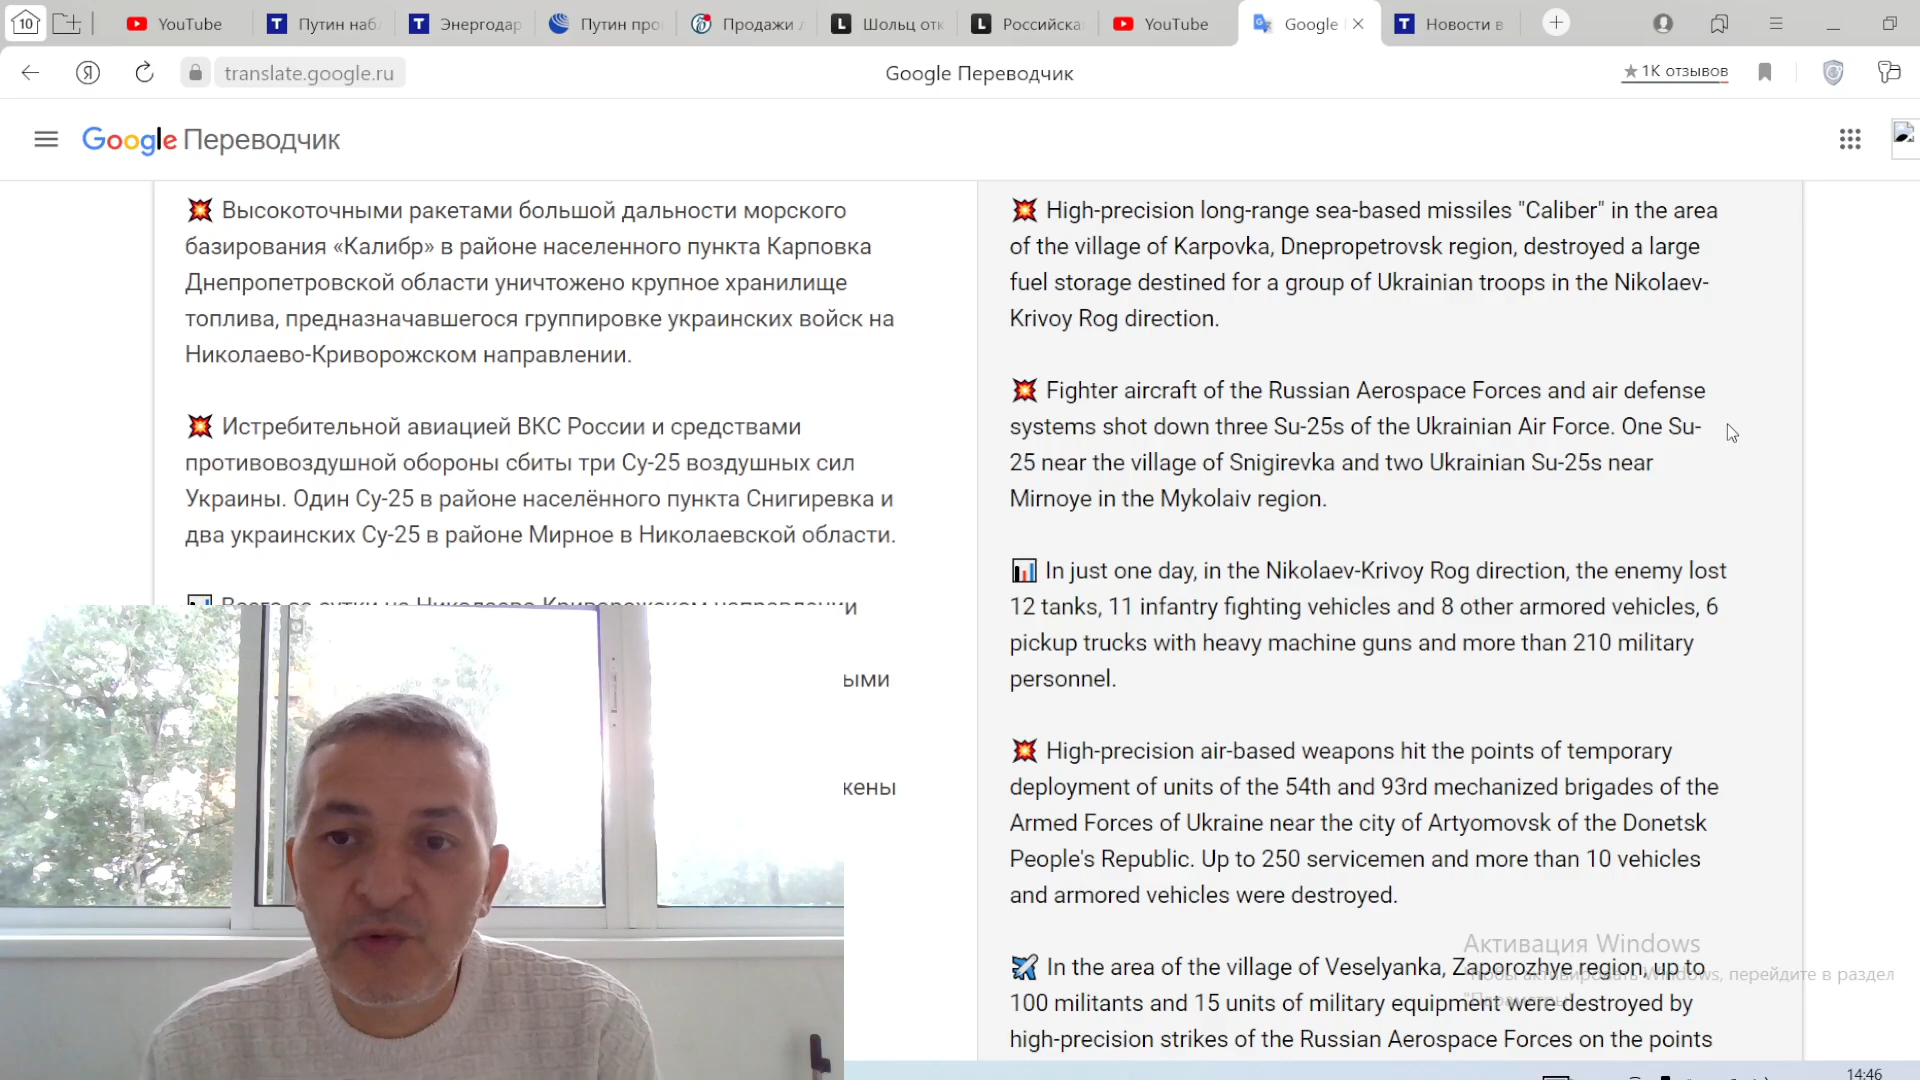 10
YouTube
Путин наб
Энергодар
Путин про
Продажи
Шольц отк
Российска
YouTube
Google
Новости в
translate.google.ru
Google Переводчик
★1K отзывов
Google Переводчик
Высокоточными ракетами большой дальности морского
базирования «Калибр» в районе населенного пункта Карповка
Днепропетровской области уничтожено крупное хранилище
топлива, предназначавшегося группировке украинских войск на
Николаево-Криворожском направлении.
Истребительной авиацией ВКС России и средствами
противовоздушной обороны сбиты три Су-25 воздушных сил
Украины. Один Су-25 в районе населённого пункта Снигиревка и
два украинских Су-25 в районе Мирное в Николаевской области.
Всего за сутки на Николаево-Криворожском направлении
ыми
жены
High-precision long-range sea-based missiles "Caliber" in the area
of the village of Karpovka, Dnepropetrovsk region, destroyed a large
fuel storage destined for a group of Ukrainian troops in the Nikolaev-
Krivoy Rog direction.
Fighter aircraft of the Russian Aerospace Forces and air defense
systems shot down three Su-25s of the Ukrainian Air Force. One Su-
25 near the village of Snigirevka and two Ukrainian Su-25s near
Mirnoye in the Mykolaiv region.
In just one day, in the Nikolaev-Krivoy Rog direction, the enemy lost
12 tanks, 11 infantry fighting vehicles and 8 other armored vehicles, 6
pickup trucks with heavy machine guns and more than 210 military
personnel.
High-precision air-based weapons hit the points of temporary
deployment of units of the 54th and 93rd mechanized brigades of the
Armed Forces of Ukraine near the city of Artyomovsk of the Donetsk
People's Republic. Up to 250 servicemen and more than 10 vehicles
and armored vehicles were destroyed.
In the area of the village of Veselyanka, Zaporozhye region, up to
100 militants and 15 units of military equipment were destroyed by
high-precision strikes of the Russian Aerospace Forces on the points
Активация Windows
Чтобы активировать Windows, перейдите в раздел
"Параметры".
14:46